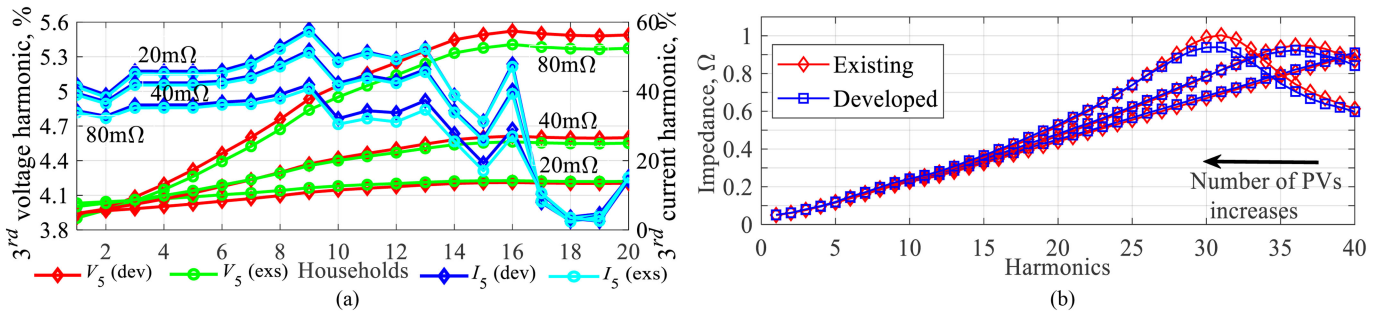 5.6
5.3
5
4.7
4.4
4.1
3.8
3rd voltage harmonic, %
60
40
20
0
3rd current harmonic, %
20mΩ
40mΩ
80mΩ
80mΩ
40mΩ
20mΩ
2 4 6 8 10 12 14 16 18 20
Households
V5 (dev) V5 (exs) I5 (dev) I5 (exs)
(a)
1
0.8
0.6
0.4
0.2
0
Impedance, Ω
Existing
Developed
Number of PVs
increases
0 5 10 15 20 25 30 35 40
Harmonics
(b)